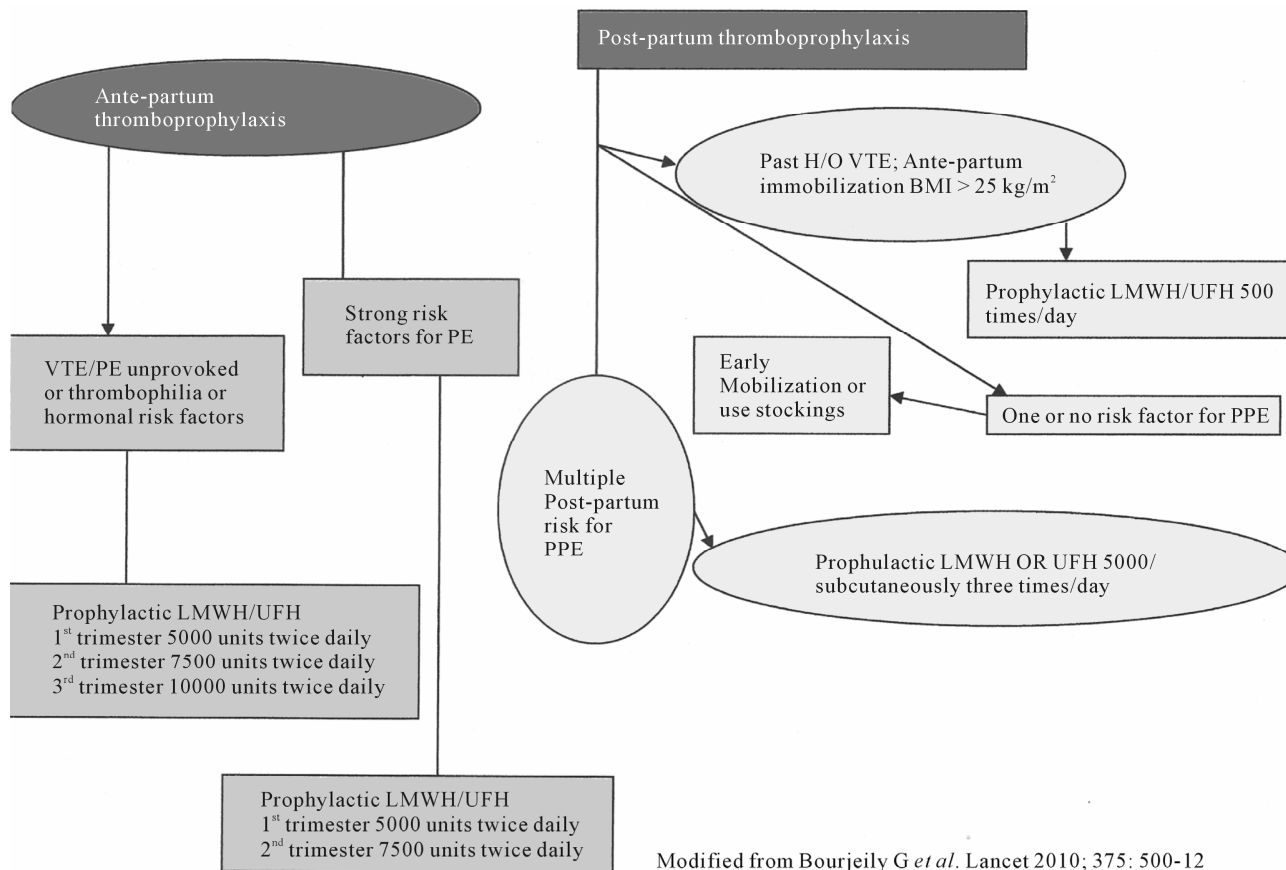 Ante-partum
thromboprophylaxis
VTE/PE unprovoked
or thrombophilia or
hormonal risk factors
Prophylactic LMWH/UFH
1st trimester 5000 units twice daily
2nd trimester 7500 units twice daily
3rd trimester 10000 units twice daily
Strong risk
factors for PE
Prophylactic LMWH/UFH
1st trimester 5000 units twice daily
2nd trimester 7500 units twice daily
Post-partum thromboprophylaxis
Past H/O VTE; Ante-partum
immobilization BMI > 25 kg/m²
Prophylactic LMWH/UFH 500
times/day
One or no risk factor for PPE
Early
Mobilization or
use stockings
Multiple
Post-partum
risk for
PPE
Prophulactic LMWH OR UFH 5000/
subcutaneously three times/day
Modified from Bourjeily G et al. Lancet 2010; 375: 500-12